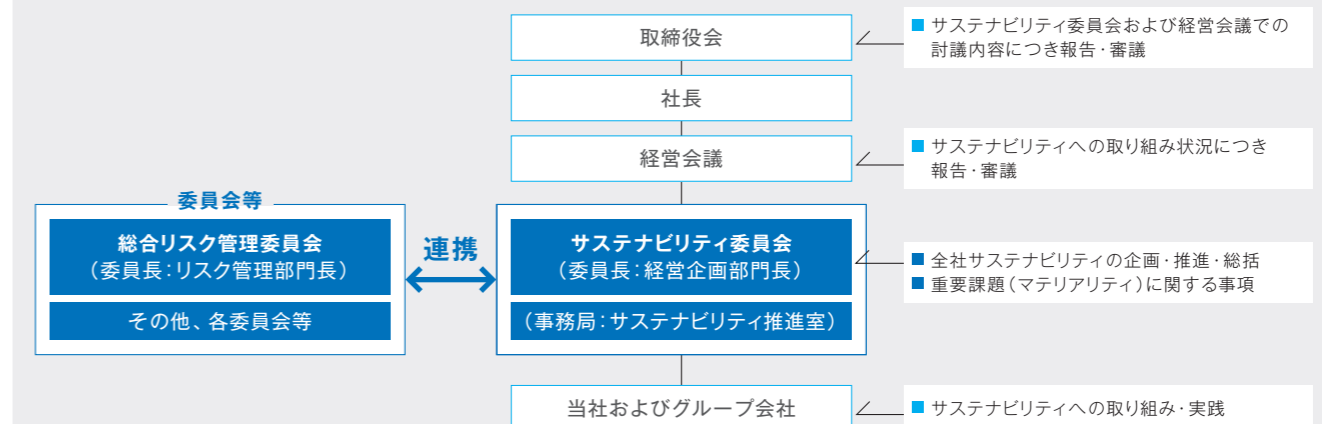 取締役会
■ サステナビリティ委員会および経営会議での
討議内容につき報告・審議
社長
経営会議
■ サステナビリティへの取り組み状況につき
報告・審議
委員会等
総合リスク管理委員会
（委員長：リスク管理部門長）
その他、各委員会等
連携
サステナビリティ委員会
（委員長：経営企画部門長）
（事務局：サステナビリティ推進室）
■ 全社サステナビリティの企画・推進・総括
■ 重要課題（マテリアリティ）に関する事項
当社およびグループ会社
■ サステナビリティへの取り組み・実践